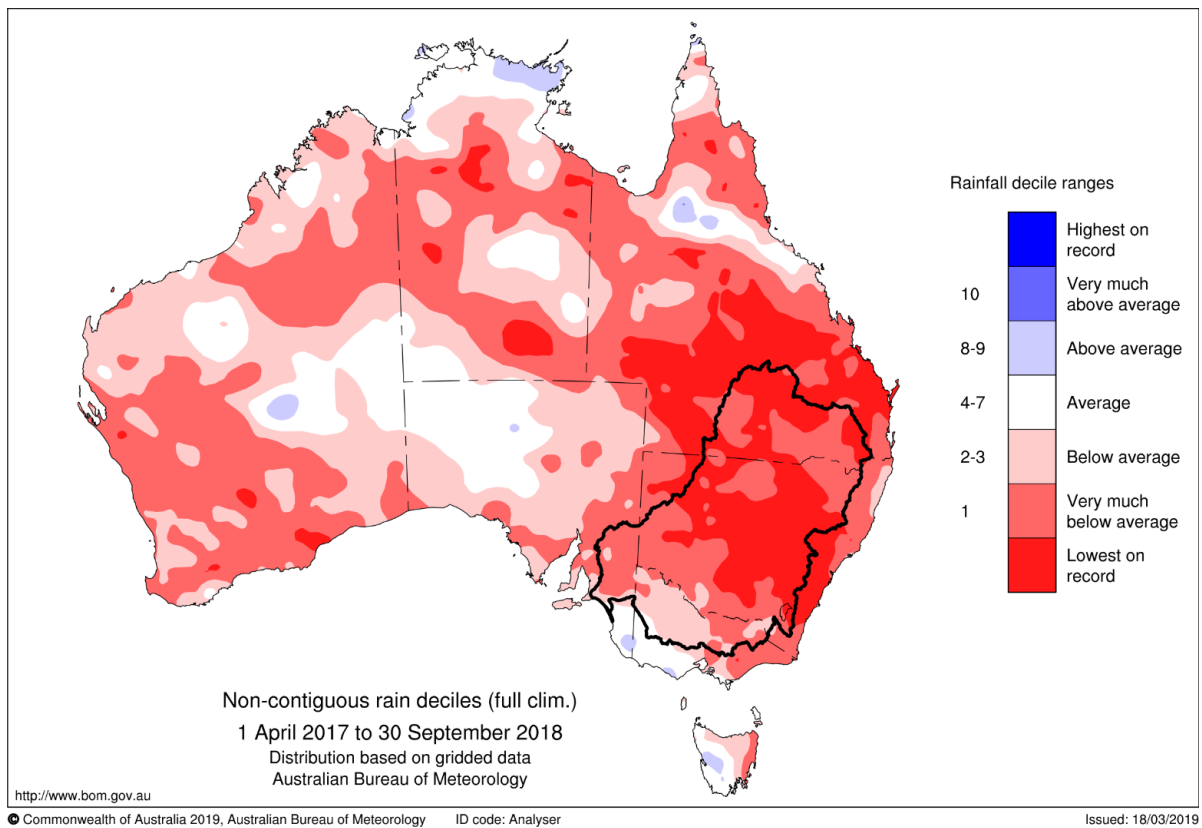 Rainfall decile ranges
Highest on
record
10
Very much
above average
8-9
Above average
4-7
Average
2-3
Below average
1
Very much
below average
Lowest on
record
Non-contiguous rain deciles (full clim.)
1 April 2017 to 30 September 2018
Distribution based on gridded data
Australian Bureau of Meteorology
http://www.bom.gov.au
© Commonwealth of Australia 2019, Australian Bureau of Meteorology ID code: Analyser Issued: 18/03/2019